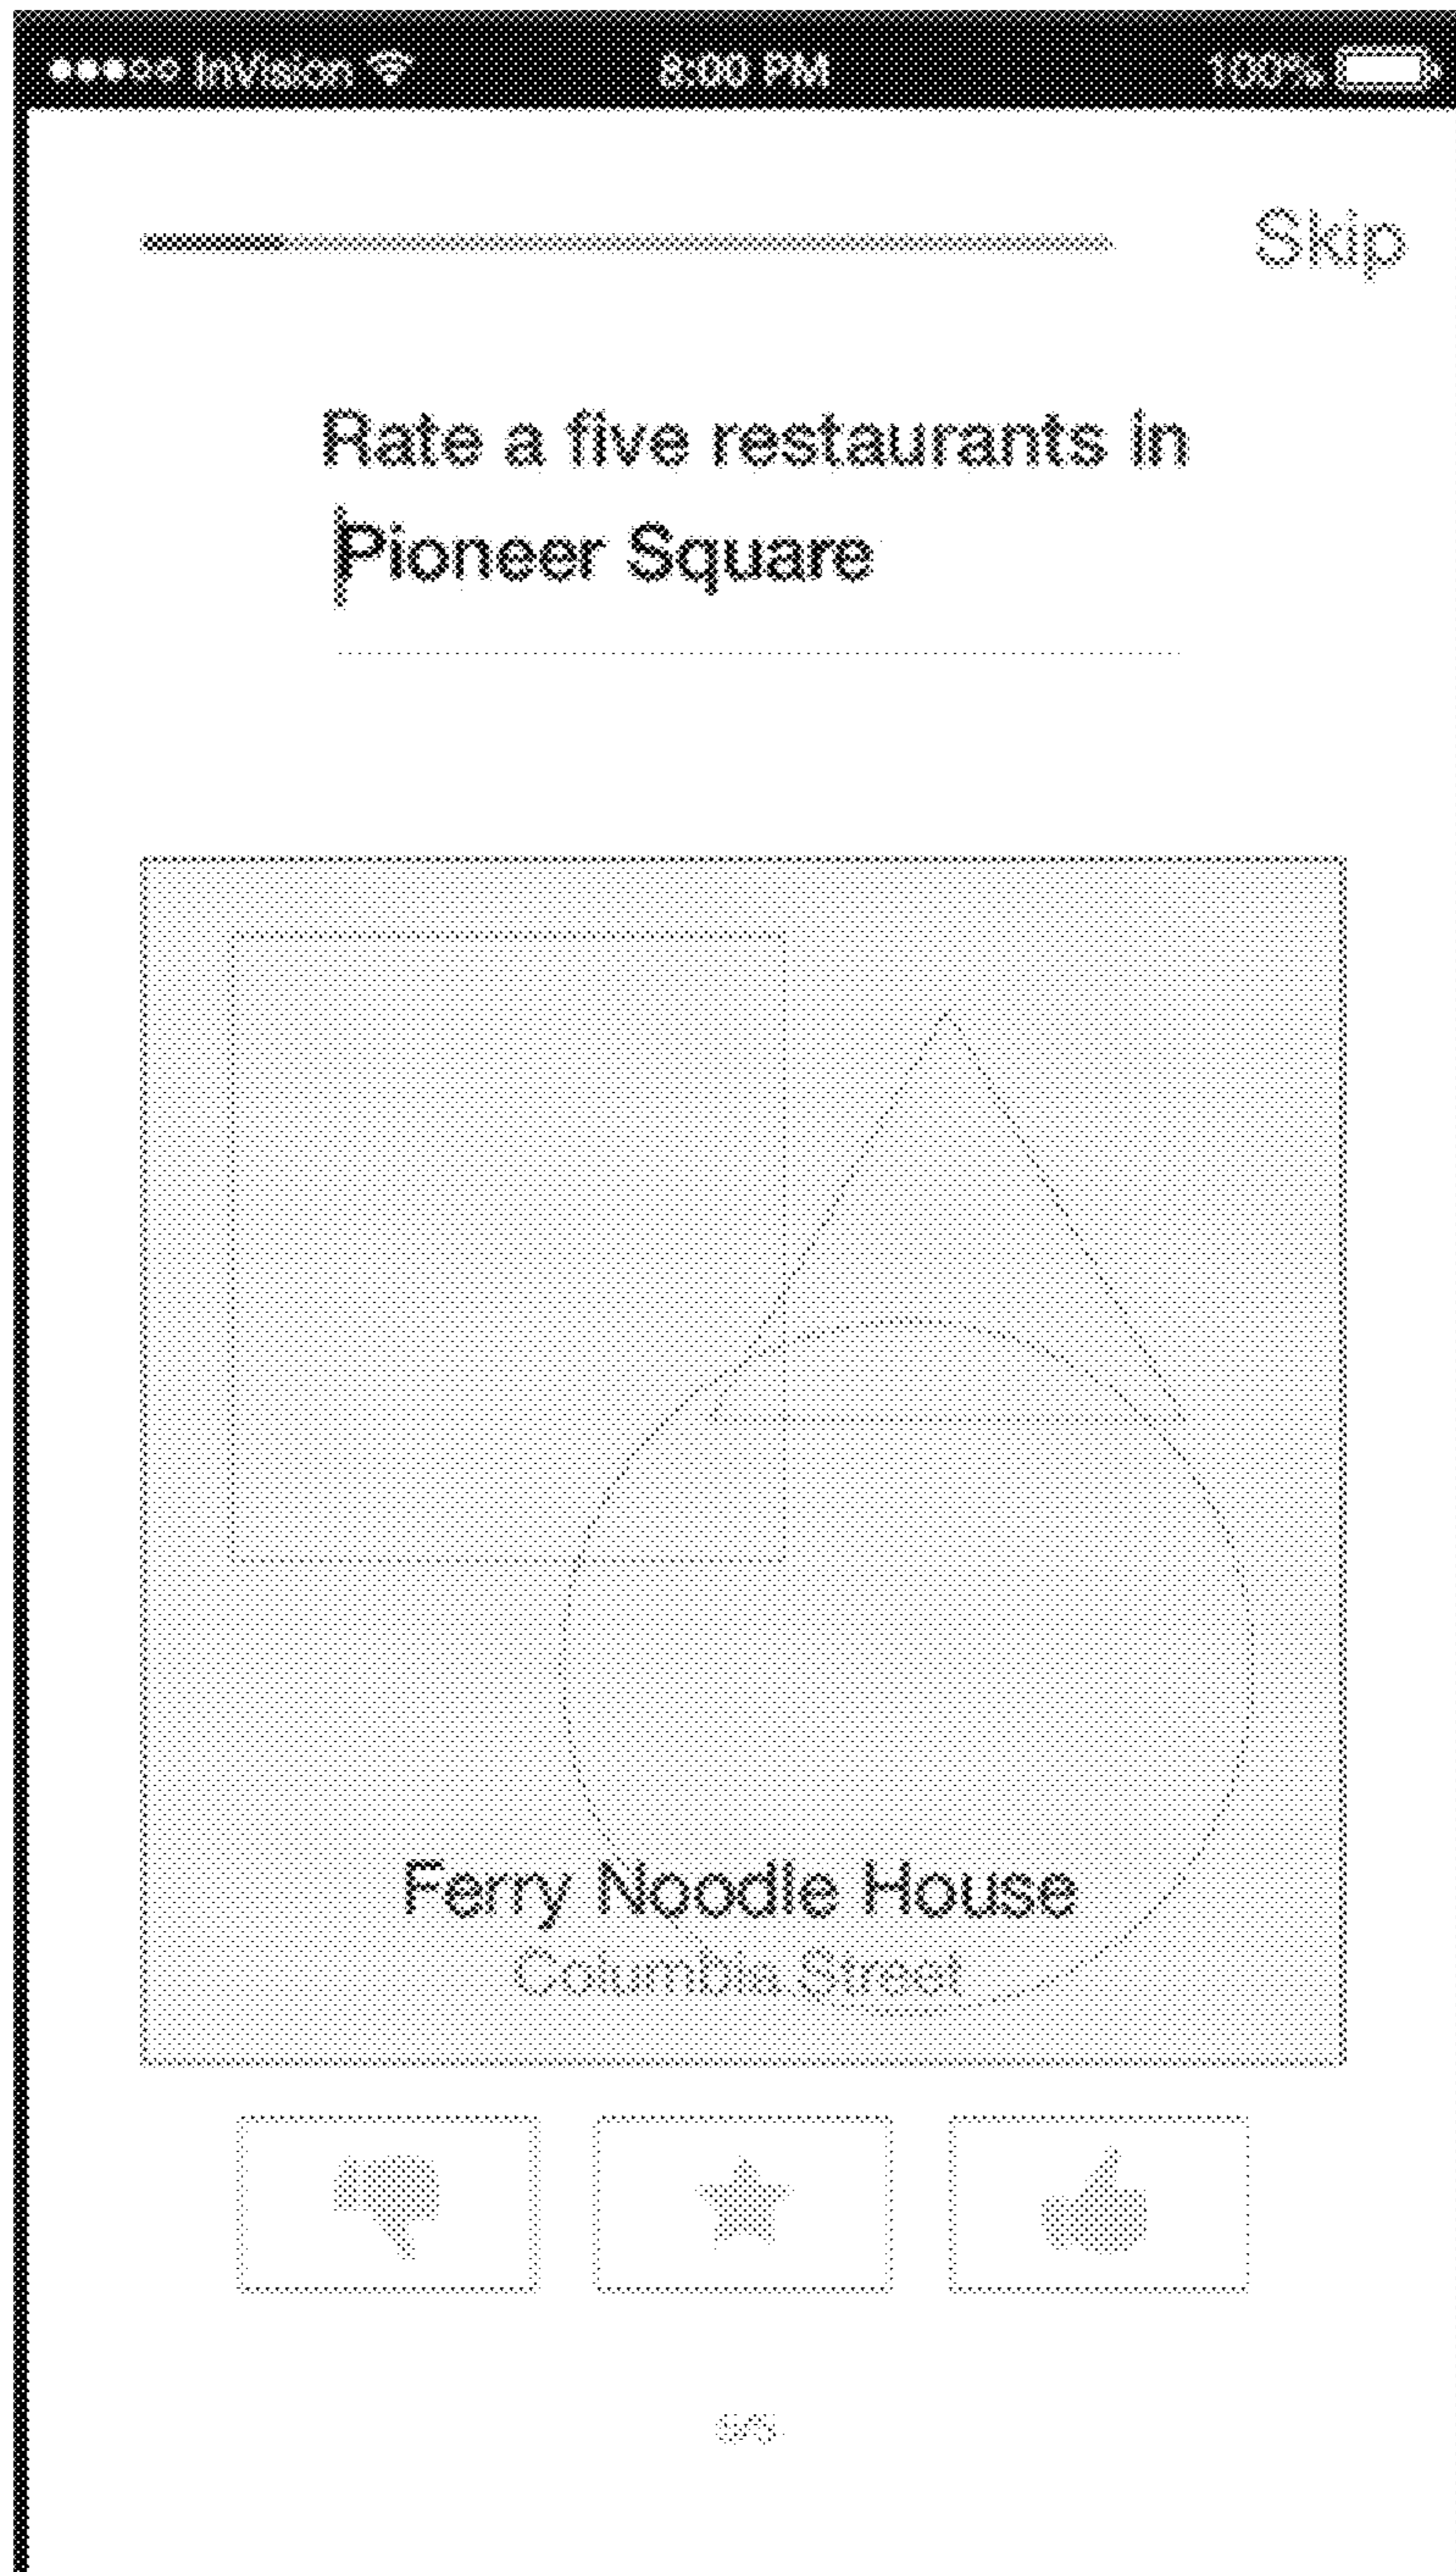 InVision 8:00 PM 100%
Skip
Rate a five restaurants in
Pioneer Square
Ferry Noodle House
Columbia Street